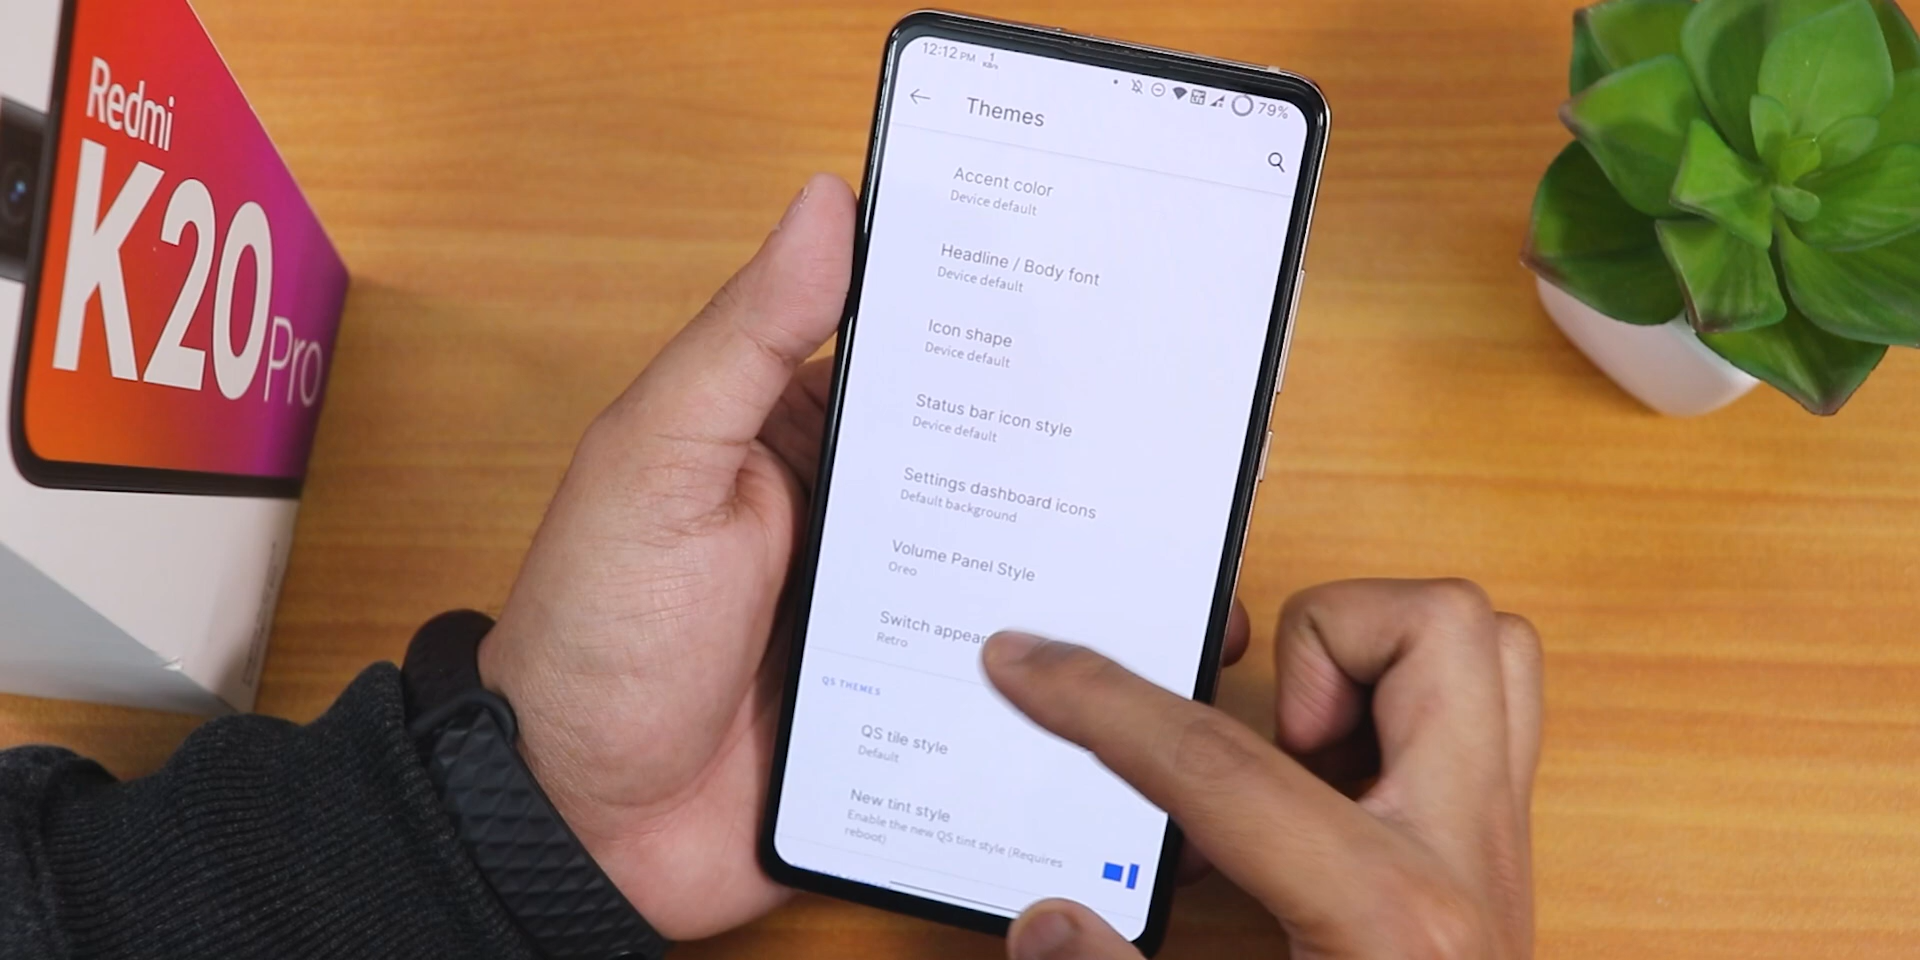 Redmi
K20 Pro
12:12 PM
1
KB/s
79%
Themes
Accent color
Device default
Headline / Body font
Device default
Icon shape
Device default
Status bar icon style
Device default
Settings dashboard icons
Default background
Volume Panel Style
Oreo
Switch appear
Retro
QS THEMES
QS tile style
Default
New tint style
Enable the new QS tint style (Requires
reboot)